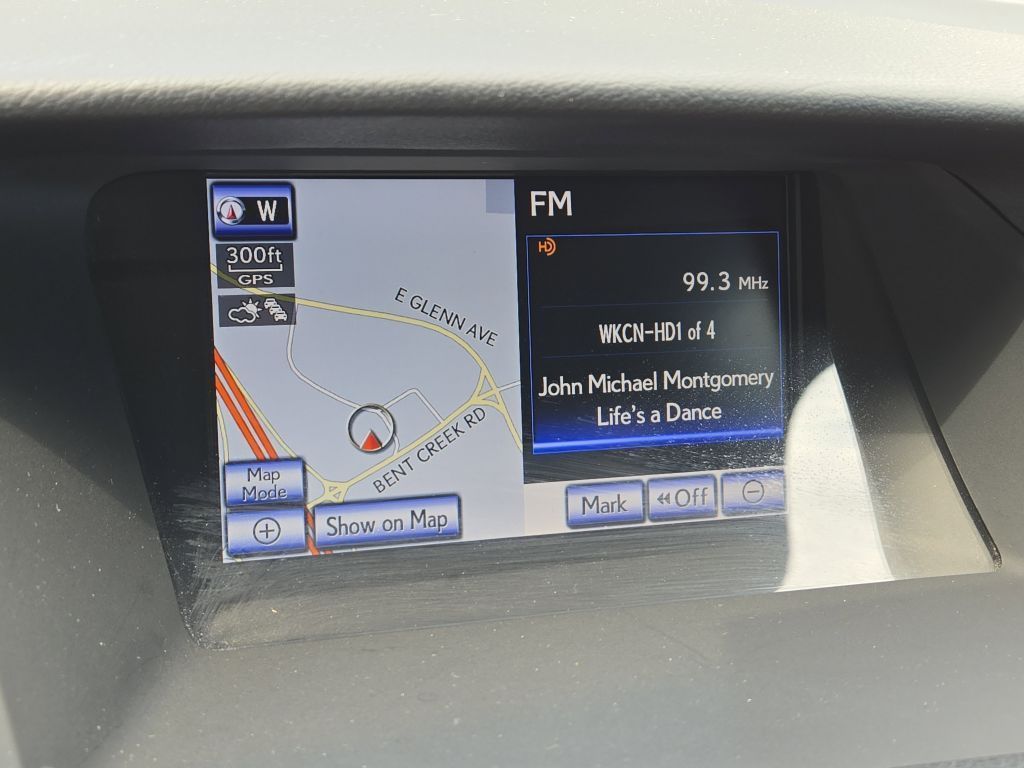 W
300ft
GPS
E GLENN AVE
BENT CREEK RD
Map
Mode
Show on Map
FM
HD
99.3 MHz
WKCN-HD1 of 4
John Michael Montgomery
Life's a Dance
Mark
Off